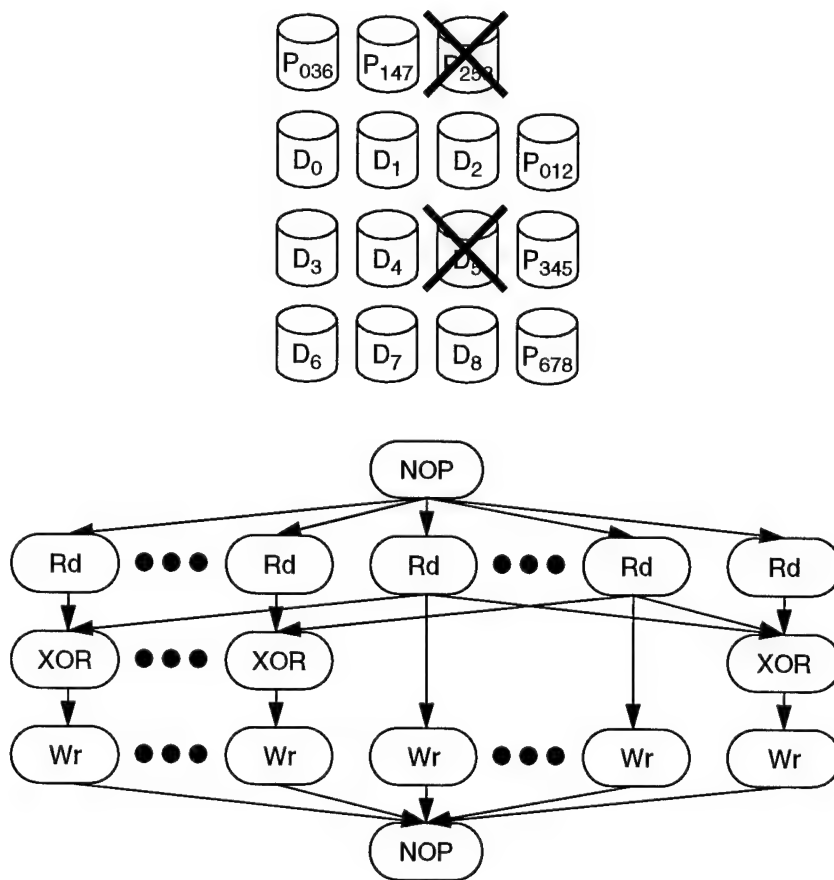 P036 P147
D0 D1 D2 P012
D3 D4 D5 P345
D6 D7 D8 P678
NOP
Rd Rd Rd Rd Rd
XOR XOR XOR
Wr Wr Wr Wr Wr
NOP